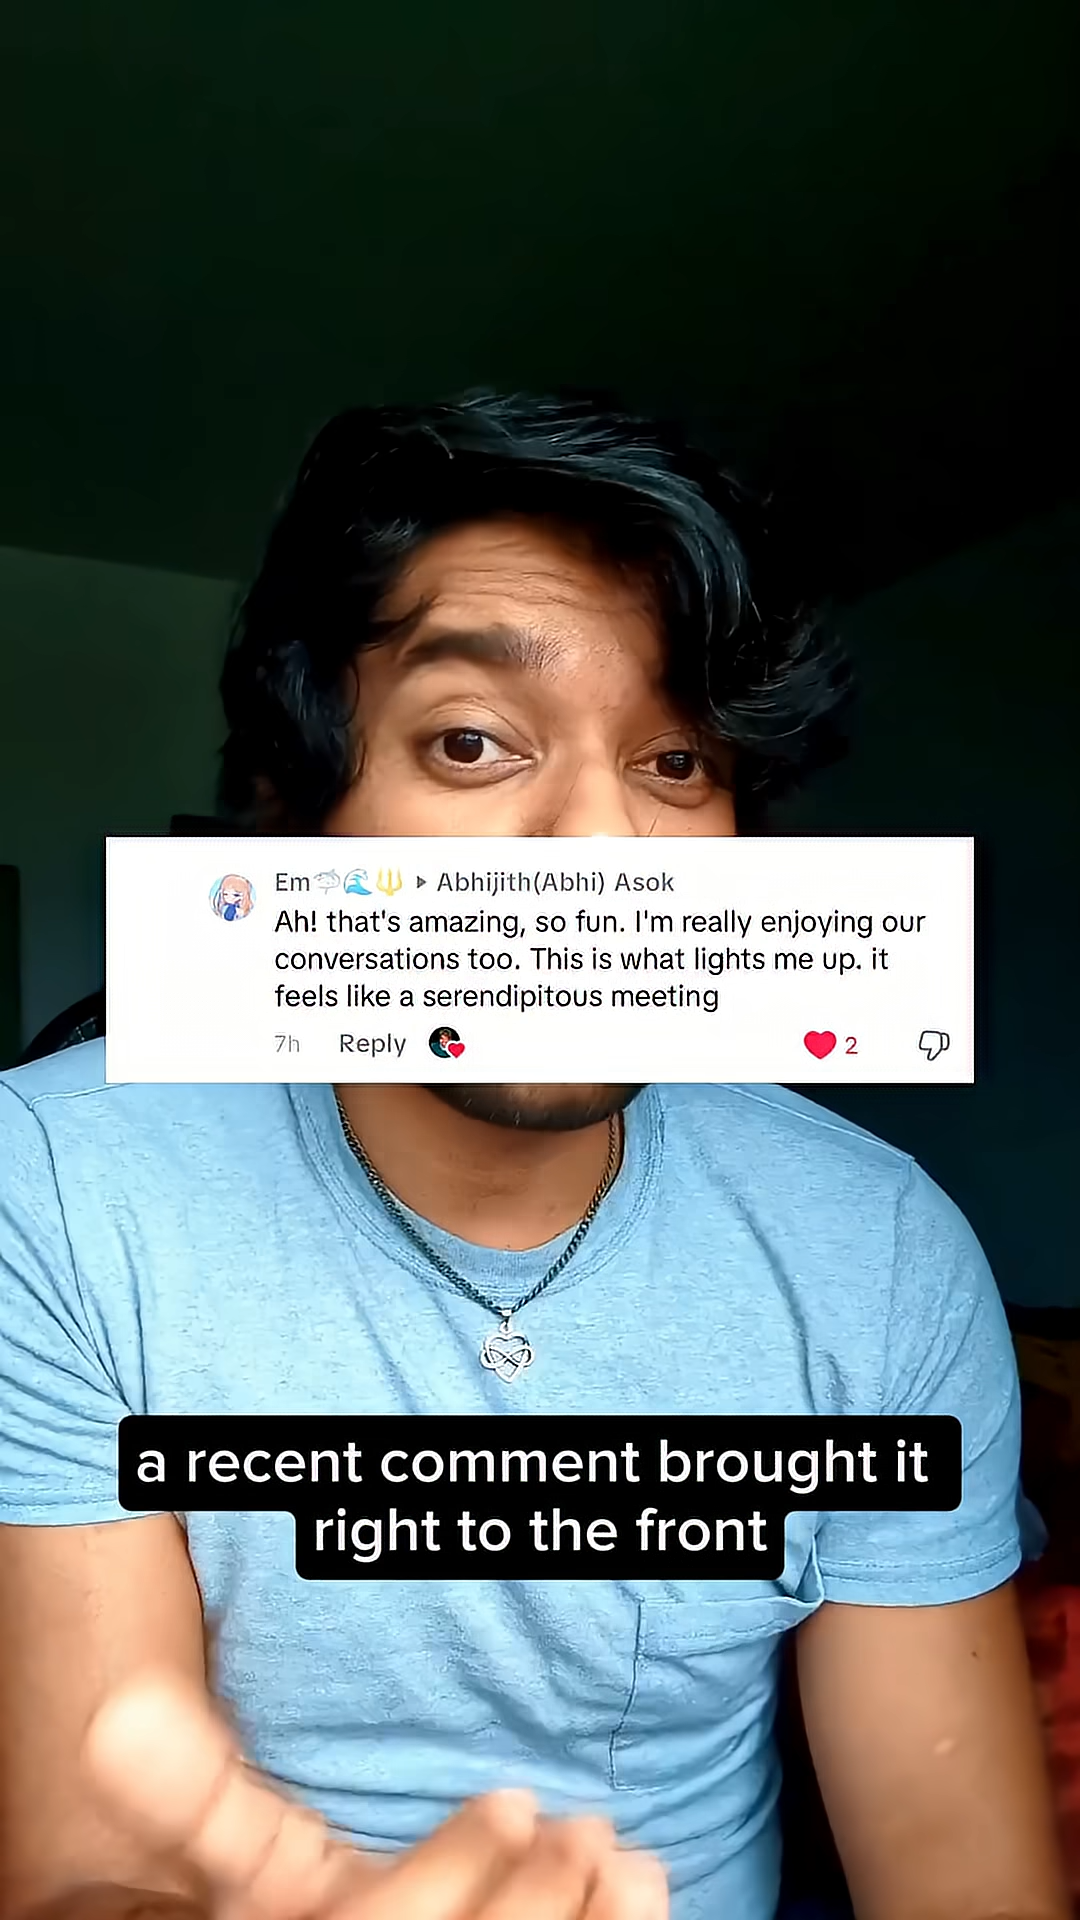 Em🦈🌊🔱 ▸ Abhijith(Abhi) Asok
Ah! that's amazing, so fun. I'm really enjoying our
conversations too. This is what lights me up. it
feels like a serendipitous meeting
7h Reply 2
a recent comment brought it
right to the front